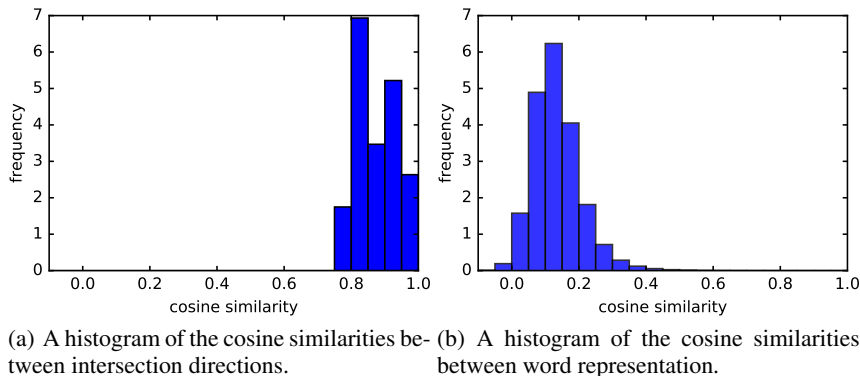 7
6
5
4
3
2
1
0
frequency
0.0 0.2 0.4 0.6 0.8 1.0
cosine similarity
(a) A histogram of the cosine similarities be-
tween intersection directions.
7
6
5
4
3
2
1
0
frequency
0.0 0.2 0.4 0.6 0.8 1.0
cosine similarity
(b) A histogram of the cosine similarities
between word representation.